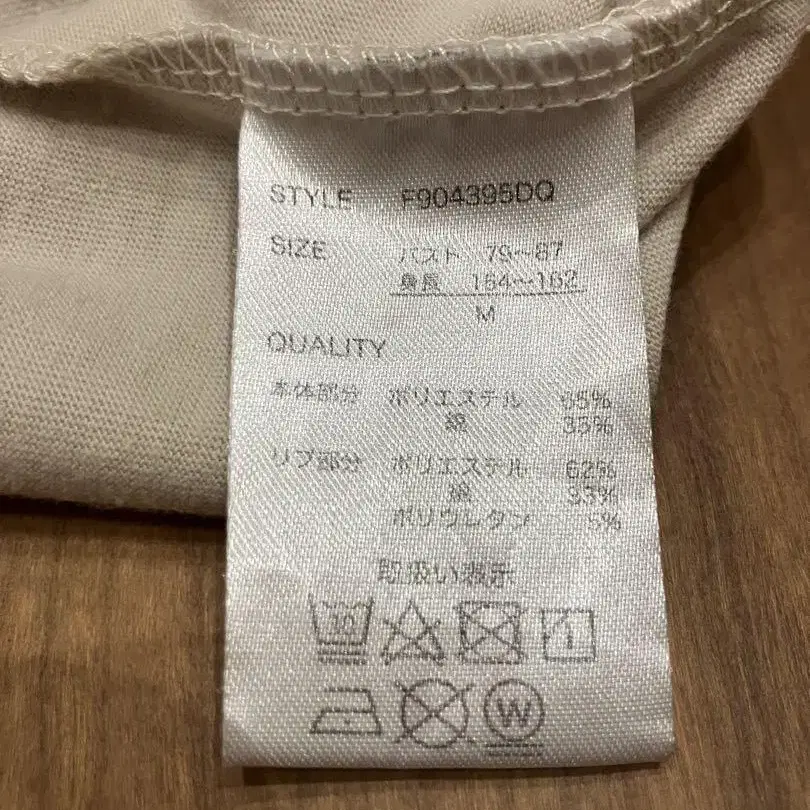 STYLE F904395DQ
SIZE バスト 79〜87
身長 154〜162
M
QUALITY
本体部分 ポリエステル 65%
綿 35%
リブ部分 ポリエステル 62%
綿 33%
ポリウレタン 5%
取扱い表示
30
W